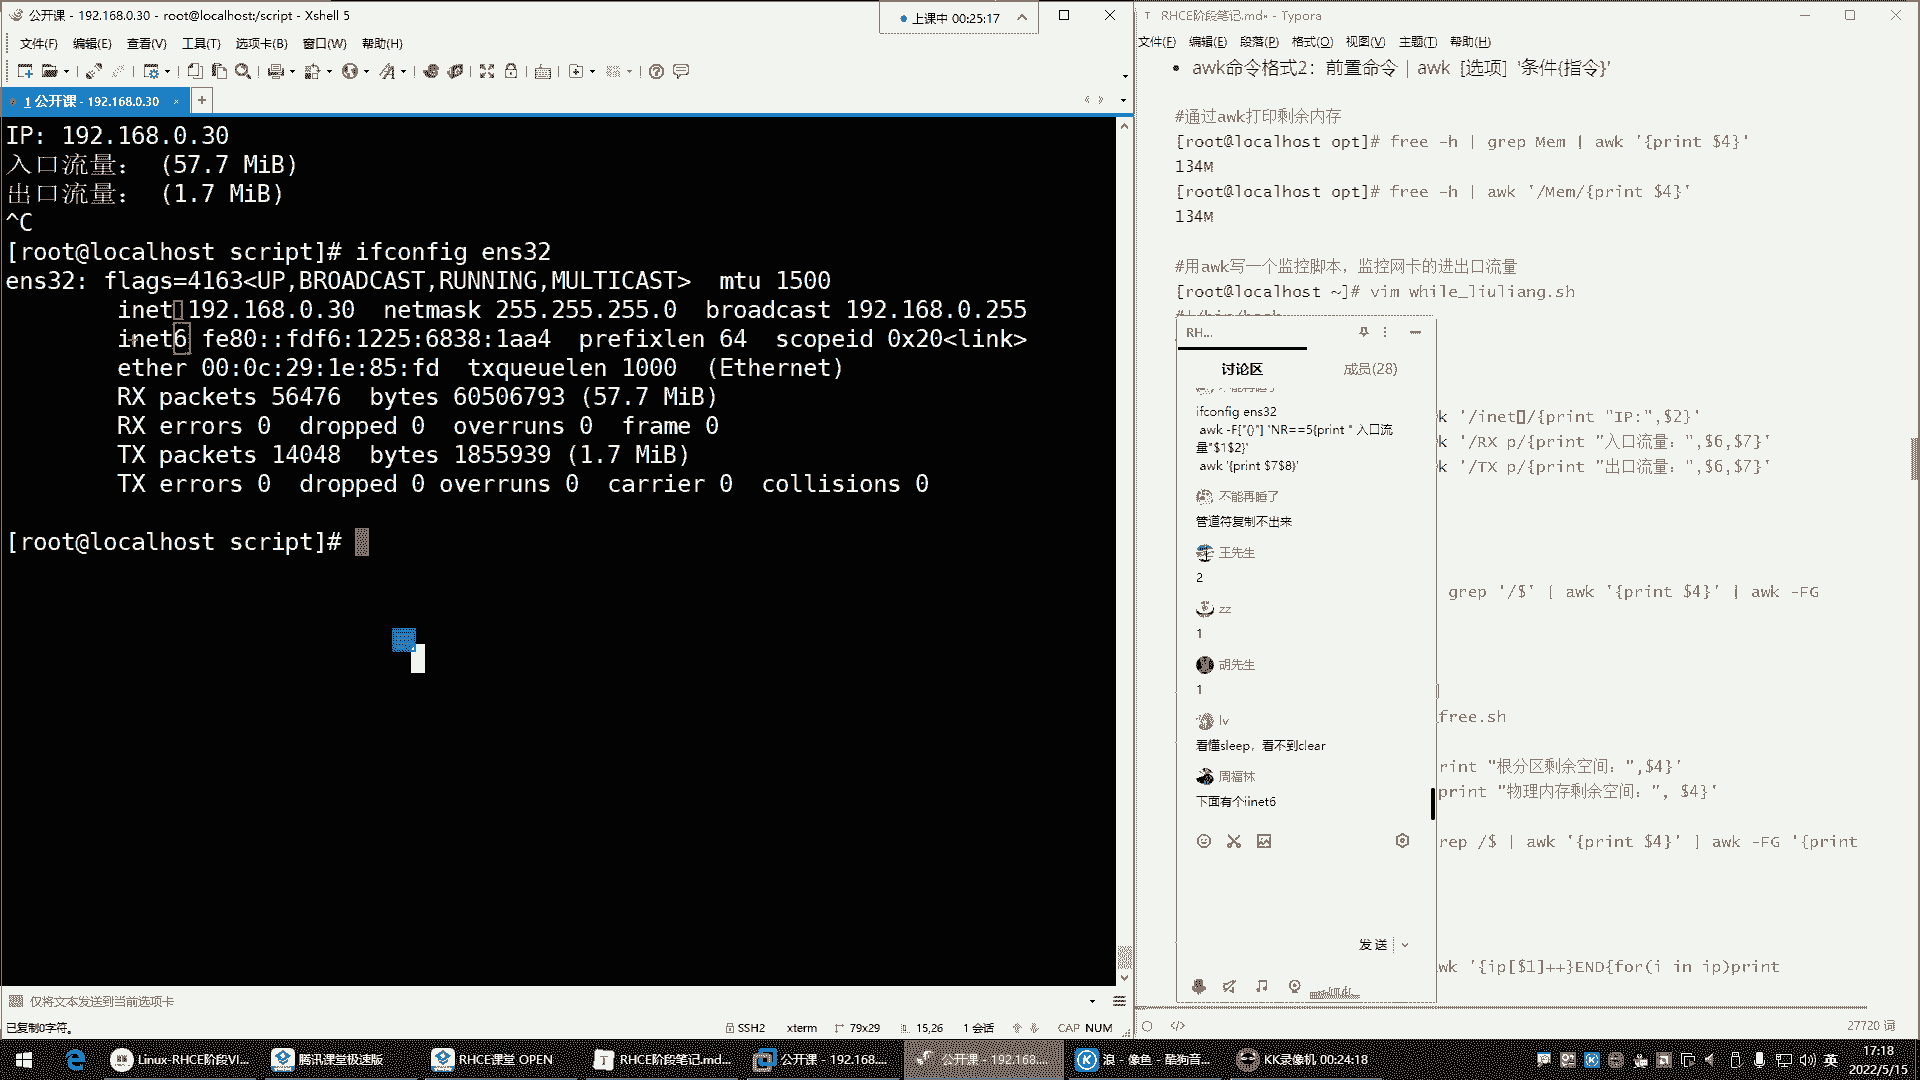 公开课 - 192.168.0.30 - root@localhost:/script - Xshell 5
上课中 00:25:17
文件(F) 编辑(E) 查看(V) 工具(T) 选项卡(B) 窗口(W) 帮助(H)
1 公开课 - 192.168.0.30
IP: 192.168.0.30
入口流量： (57.7 MiB)
出口流量： (1.7 MiB)
^C
[root@localhost script]# ifconfig ens32
ens32: flags=4163<UP,BROADCAST,RUNNING,MULTICAST>  mtu 1500
inet 192.168.0.30  netmask 255.255.255.0  broadcast 192.168.0.255
inet6 fe80::fdf6:1225:6838:1aa4  prefixlen 64  scopeid 0x20<link>
ether 00:0c:29:1e:85:fd  txqueuelen 1000  (Ethernet)
RX packets 56476  bytes 60506793 (57.7 MiB)
RX errors 0  dropped 0  overruns 0  frame 0
TX packets 14048  bytes 1855939 (1.7 MiB)
TX errors 0  dropped 0 overruns 0  carrier 0  collisions 0
[root@localhost script]#
仅将文本发送到当前选项卡
已复制0字符。
SSH2 xterm 79x29 15,26 1 会话 CAP NUM
RHCE阶段笔记.md• - Typora
文件(F) 编辑(E) 段落(P) 格式(O) 视图(V) 主题(T) 帮助(H)
• awk命令格式2：前置命令 | awk [选项] '条件{指令}'
#通过awk打印剩余内存
[root@localhost opt]# free -h | grep Mem | awk '{print $4}'
134M
[root@localhost opt]# free -h | awk '/Mem/{print $4}'
134M
#用awk写一个监控脚本，监控网卡的进出口流量
[root@localhost ~]# vim while_liuliang.sh
RH...
讨论区 成员(28)
不能再睡了
ifconfig ens32
awk -F["()"] 'NR==5{print " 入口流
量"$1$2}'
awk '{print $7$8}'
不能再睡了
管道符复制不出来
王先生
2
zz
1
胡先生
1
lv
看懂sleep，看不到clear
周福林
下面有个iinet6
发送
k '/inet /{print "IP:",$2}'
k '/RX p/{print "入口流量：",$6,$7}'
k '/TX p/{print "出口流量：",$6,$7}'
grep '/$' | awk '{print $4}' | awk -FG
free.sh
rint "根分区剩余空间：",$4}'
print "物理内存剩余空间：", $4}'
rep /$ | awk '{print $4}' | awk -FG '{print
wk '{ip[$1]++}END{for(i in ip)print
</> 27720 词
Linux-RHCE阶段VI... 腾讯课堂极速版 RHCE课堂 OPEN RHCE阶段笔记.md... 公开课 - 192.168.... 公开课 - 192.168.... 浪 - 像鱼 - 酷狗音... KK录像机 00:24:18
英
17:18
2022/5/15